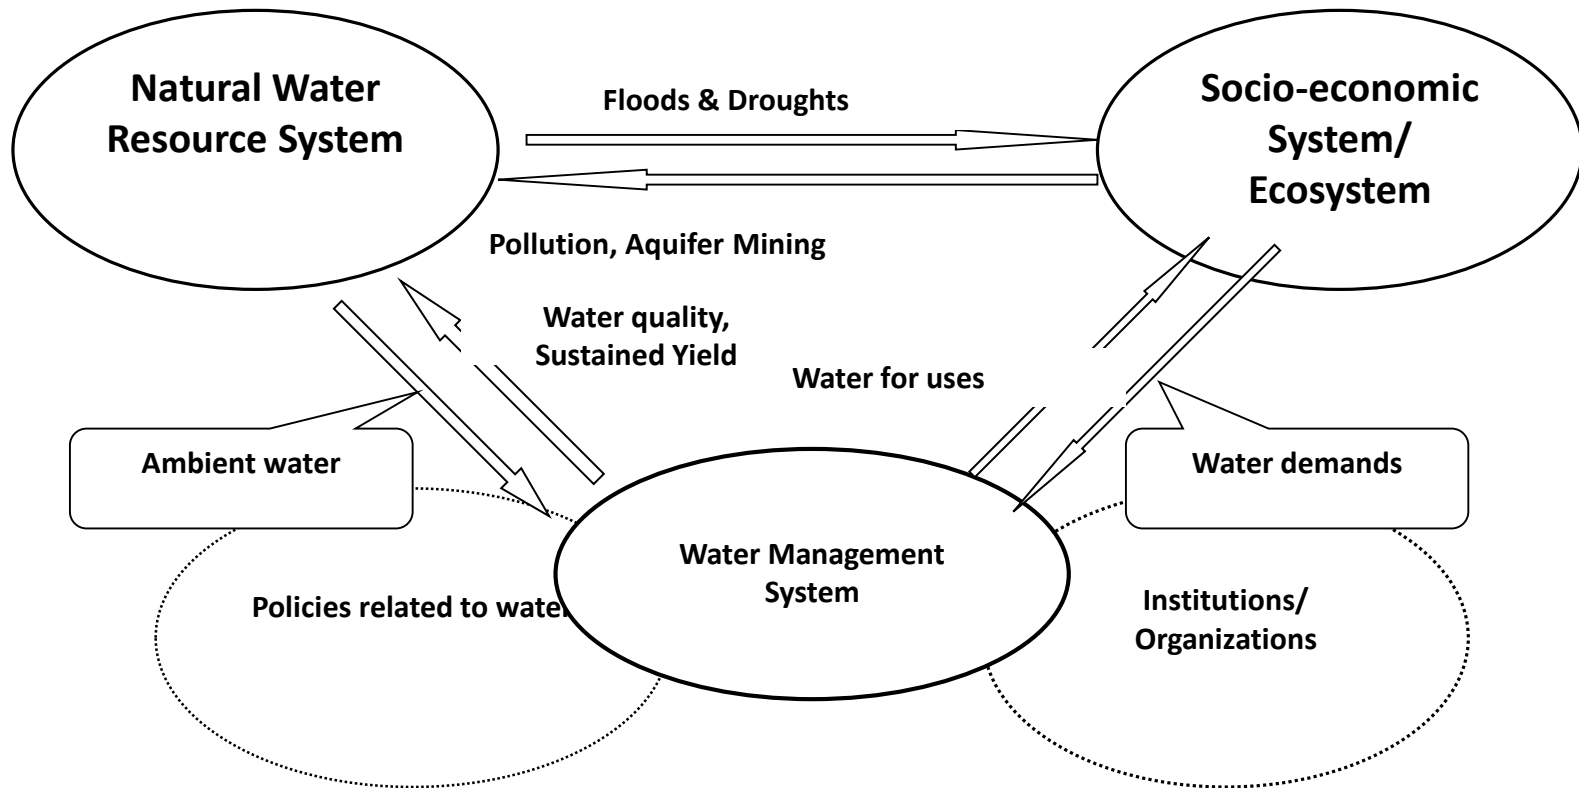 Natural Water
Resource System
Floods & Droughts
Socio-economic
System/
Ecosystem
Pollution, Aquifer Mining
Water quality,
Sustained Yield
Water for uses
Ambient water
Water demands
Water Management
System
Policies related to water
Institutions/
Organizations